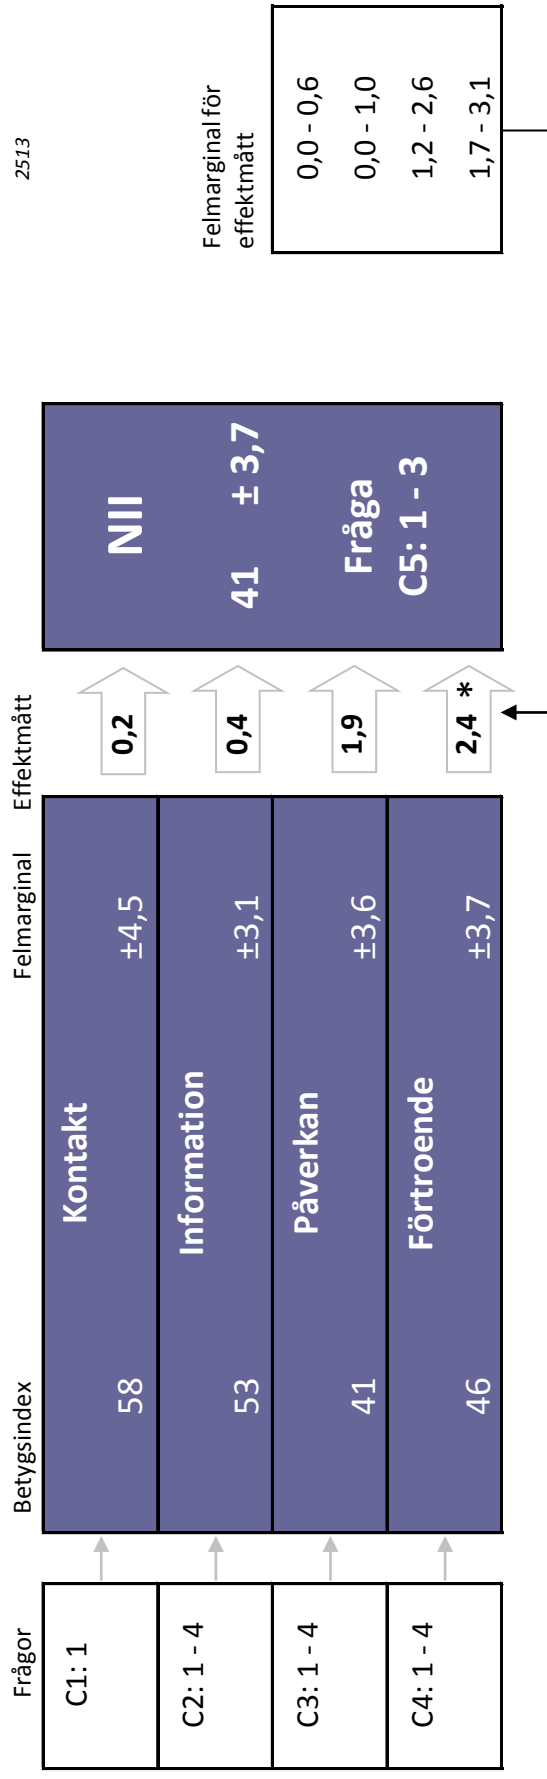 2513
Frågor
Betygsindex
Felmarginal
Effektmått
Felmarginal för
effektmått
C1: 1
Kontakt
58
±4,5
0,2
C2: 1 - 4
Information
53
±3,1
0,4
C3: 1 - 4
Påverkan
41
±3,6
1,9
C4: 1 - 4
Förtroende
46
±3,7
2,4 *
NII
41 ± 3,7
Fråga
C5: 1 - 3
0,0 - 0,6
0,0 - 1,0
1,2 - 2,6
1,7 - 3,1